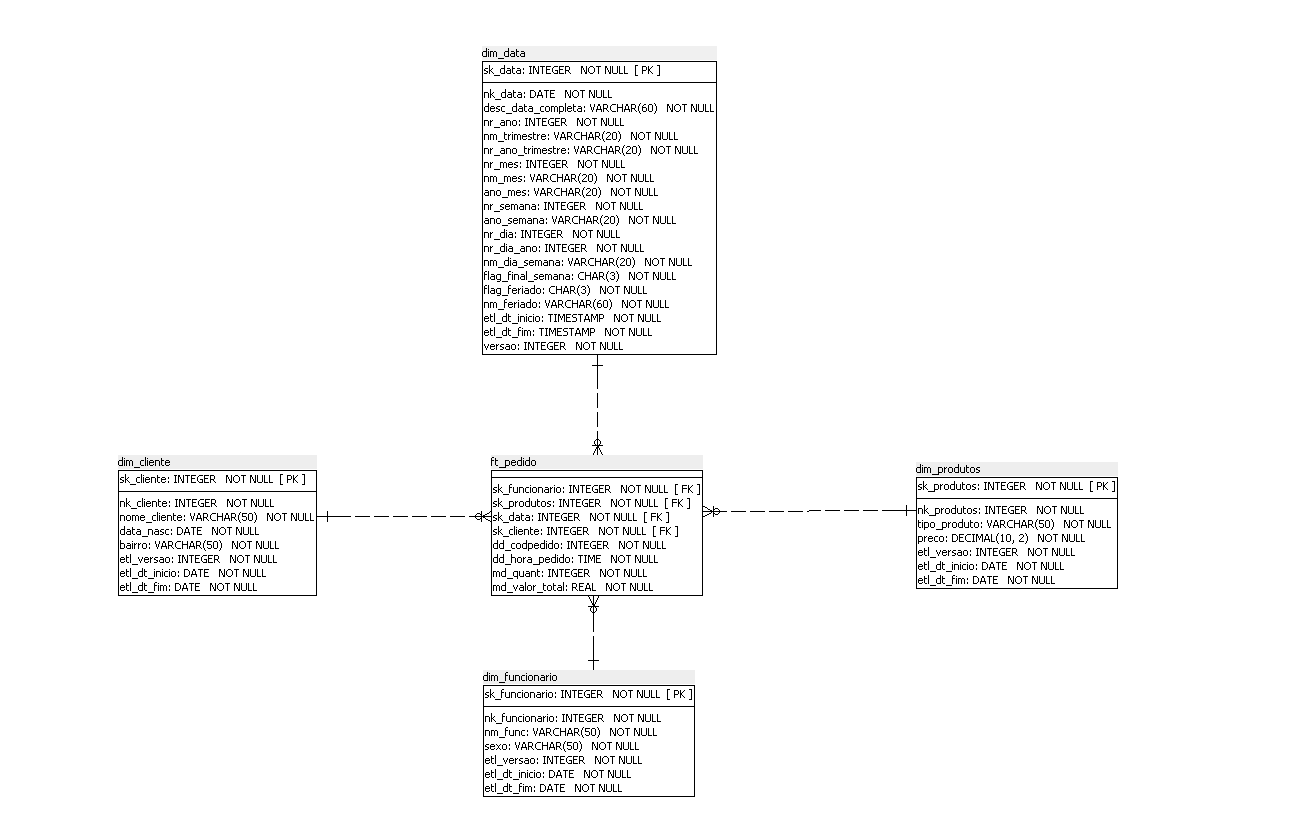 dim_data
sk_data: INTEGER NOT NULL [ PK ]
nk_data: DATE NOT NULL
desc_data_completa: VARCHAR(60) NOT NULL
nr_ano: INTEGER NOT NULL
nm_trimestre: VARCHAR(20) NOT NULL
nr_ano_trimestre: VARCHAR(20) NOT NULL
nr_mes: INTEGER NOT NULL
nm_mes: VARCHAR(20) NOT NULL
ano_mes: VARCHAR(20) NOT NULL
nr_semana: INTEGER NOT NULL
ano_semana: VARCHAR(20) NOT NULL
nr_dia: INTEGER NOT NULL
nr_dia_ano: INTEGER NOT NULL
nm_dia_semana: VARCHAR(20) NOT NULL
flag_final_semana: CHAR(3) NOT NULL
flag_feriado: CHAR(3) NOT NULL
nm_feriado: VARCHAR(60) NOT NULL
etl_dt_inicio: TIMESTAMP NOT NULL
etl_dt_fim: TIMESTAMP NOT NULL
versao: INTEGER NOT NULL
dim_cliente
sk_cliente: INTEGER NOT NULL [ PK ]
nk_cliente: INTEGER NOT NULL
nome_cliente: VARCHAR(50) NOT NULL
data_nasc: DATE NOT NULL
bairro: VARCHAR(50) NOT NULL
etl_versao: INTEGER NOT NULL
etl_dt_inicio: DATE NOT NULL
etl_dt_fim: DATE NOT NULL
ft_pedido
sk_funcionario: INTEGER NOT NULL [ FK ]
sk_produtos: INTEGER NOT NULL [ FK ]
sk_data: INTEGER NOT NULL [ FK ]
sk_cliente: INTEGER NOT NULL [ FK ]
dd_codpedido: INTEGER NOT NULL
dd_hora_pedido: TIME NOT NULL
md_quant: INTEGER NOT NULL
md_valor_total: REAL NOT NULL
dim_produtos
sk_produtos: INTEGER NOT NULL [ PK ]
nk_produtos: INTEGER NOT NULL
tipo_produto: VARCHAR(50) NOT NULL
preco: DECIMAL(10, 2) NOT NULL
etl_versao: INTEGER NOT NULL
etl_dt_inicio: DATE NOT NULL
etl_dt_fim: DATE NOT NULL
dim_funcionario
sk_funcionario: INTEGER NOT NULL [ PK ]
nk_funcionario: INTEGER NOT NULL
nm_func: VARCHAR(50) NOT NULL
sexo: VARCHAR(50) NOT NULL
etl_versao: INTEGER NOT NULL
etl_dt_inicio: DATE NOT NULL
etl_dt_fim: DATE NOT NULL